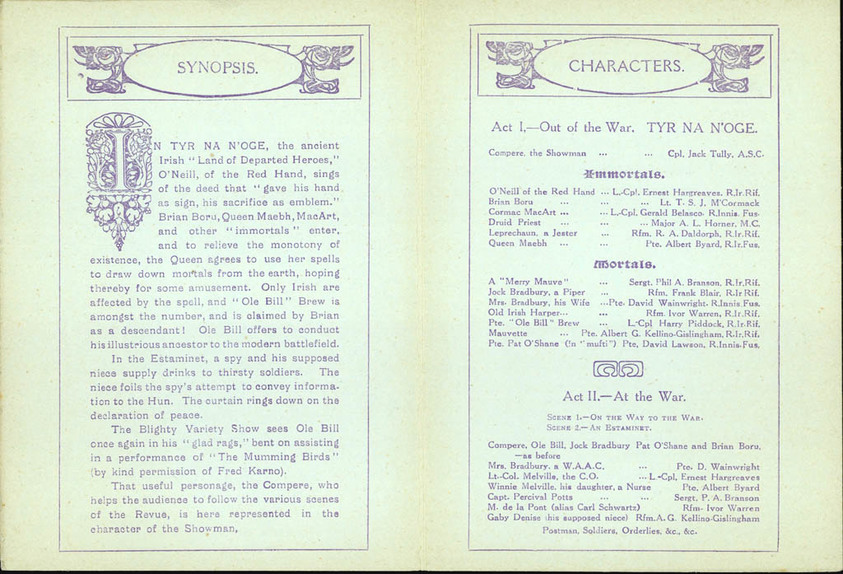 SYNOPSIS.
IN TYR NA N'OGE, the ancient
Irish "Land of Departed Heroes,"
O'Neill, of the Red Hand, sings
of the deed that "gave his hand
as sign, his sacrifice as emblem."
Brian Boru, Queen Maebh, MacArt,
and other "immortals" enter,
and to relieve the monotony of
existence, the Queen agrees to use her spells
to draw down mortals from the earth, hoping
thereby for some amusement. Only Irish are
affected by the spell, and "Ole Bill" Brew is
amongst the number, and is claimed by Brian
as a descendant! Ole Bill offers to conduct
his illustrious ancestor to the modern battlefield.
In the Estaminet, a spy and his supposed
niece supply drinks to thirsty soldiers. The
niece foils the spy's attempt to convey informa-
tion to the Hun. The curtain rings down on the
declaration of peace.
The Blighty Variety Show sees Ole Bill
once again in his "glad rags," bent on assisting
in a performance of "The Mumming Birds"
(by kind permission of Fred Karno).
That useful personage, the Compere, who
helps the audience to follow the various scenes
of the Revue, is here represented in the
character of the Showman.
CHARACTERS.
Act I,—Out of the War. TYR NA N'OGE.
Compere, the Showman ... ... Cpl. Jack Tully, A.S.C.
Immortals.
O'Neill of the Red Hand ... L.-Cpl. Ernest Hargreaves, R.Ir.Rif.
Brian Boru ... ... ... Lt. T. S. J. M'Cormack
Cormac MacArt ... ... L.-Cpl. Gerald Belasco, R.Innis. Fus.
Druid Priest ... ... Major A. L. Horner, M.C.
Leprechaun, a Jester ... Rfm. R. A. Daldorph, R.Ir.Rif.
Queen Maebh ... Pte. Albert Byard, R.Ir.Fus.
Mortals.
A "Merry Mauve" ... Sergt. Phil A. Branson, R.Ir.Rif.
Jock Bradbury, a Piper ... Rfm. Frank Blair, R.Ir.Rif.
Mrs. Bradbury, his Wife ... Pte. David Wainwright, R.Innis.Fus.
Old Irish Harper... ... Rfm. Ivor Warren, R.Ir.Rif.
Pte. "Ole Bill" Brew ... L.-Cpl Harry Piddock, R.Ir.Rif.
Mauvette ... Pte. Albert G. Kellino-Gislingham, R.Ir.Rif.
Pte. Pat O'Shane (in "mufti") Pte. David Lawson, R.Innis.Fus.
Act II.—At the War.
SCENE 1.—ON THE WAY TO THE WAR.
SCENE 2.—AN ESTAMINET.
Compere, Ole Bill, Jock Bradbury Pat O'Shane and Brian Boru,
—as before
Mrs. Bradbury, a W.A.A.C. ... Pte. D. Wainwright
Lt.-Col. Melville, the C.O. ... L.-Cpl. Ernest Hargreaves
Winnie Melville, his daughter, a Nurse Pte. Albert Byard
Capt. Percival Potts ... ... Sergt. P. A. Branson
M. de la Pont (alias Carl Schwartz) Rfm. Ivor Warren
Gaby Denise (his supposed niece) Rfm. A. G. Kellino-Gislingham
Postman, Soldiers, Orderlies, &c., &c.